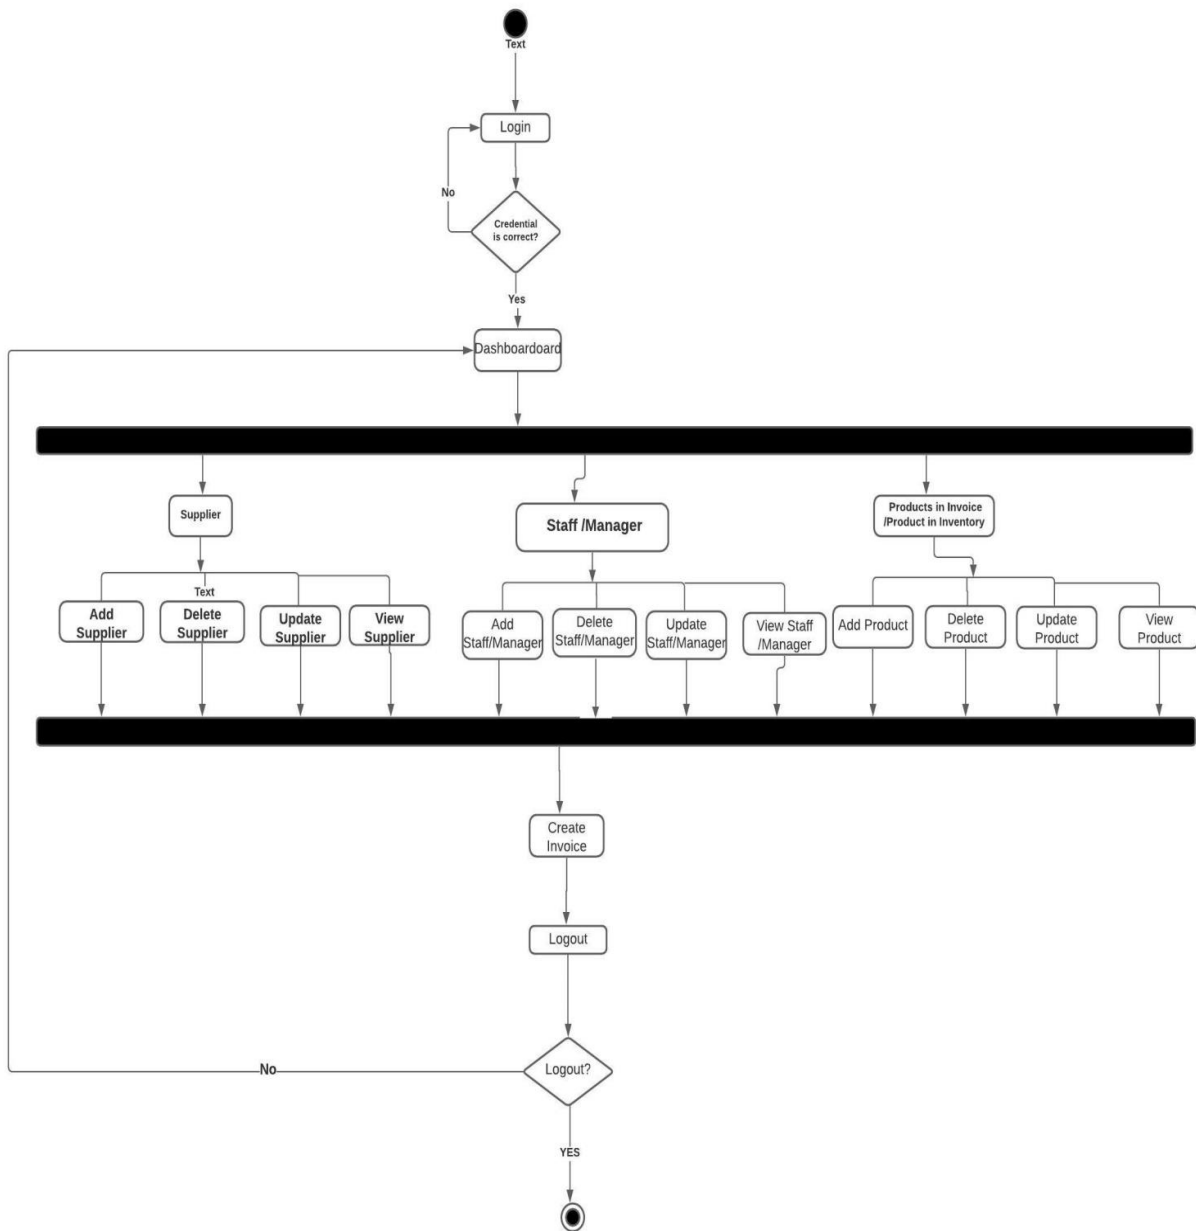 Text
Login
No
Credential
is correct?
Yes
Dashboardoard
Supplier
Staff /Manager
Products in Invoice
/Product in Inventory
Text
Add
Supplier
Delete
Supplier
Update
Supplier
View
Supplier
Add
Staff/Manager
Delete
Staff/Manager
Update
Staff/Manager
View Staff
/Manager
Add Product
Delete
Product
Update
Product
View
Product
Create
Invoice
Logout
Logout?
No
YES